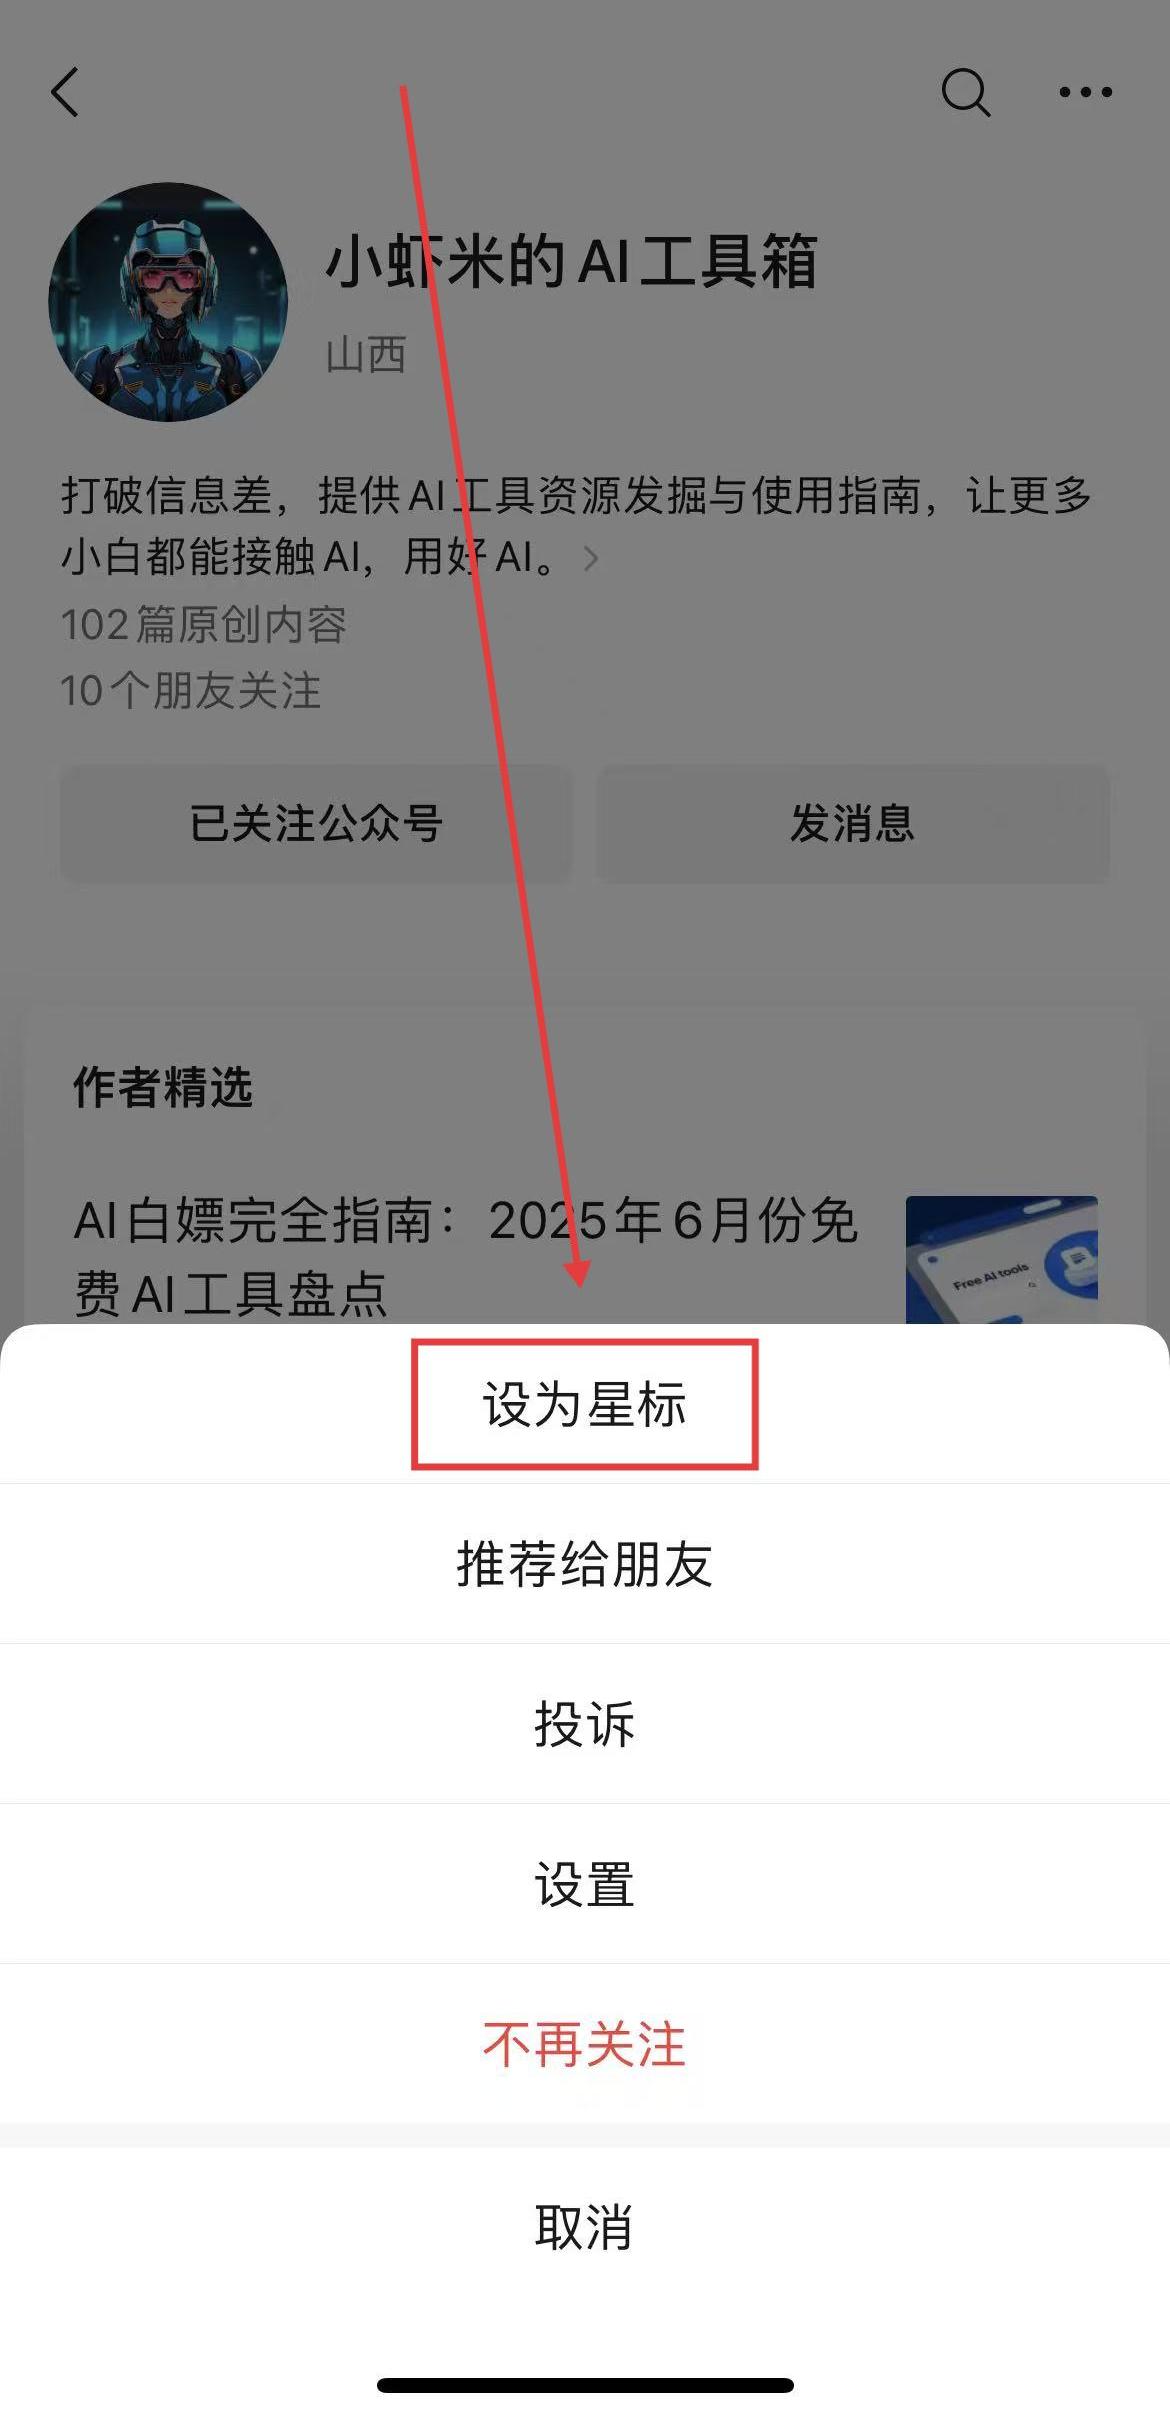 小虾米的AI工具箱
山西
打破信息差，提供AI工具资源发掘与使用指南，让更多
小白都能接触AI，用好AI。
102篇原创内容
10个朋友关注
已关注公众号
发消息
作者精选
AI白嫖完全指南：2025年6月份免
费AI工具盘点
Free AI tools
设为星标
推荐给朋友
投诉
设置
不再关注
取消